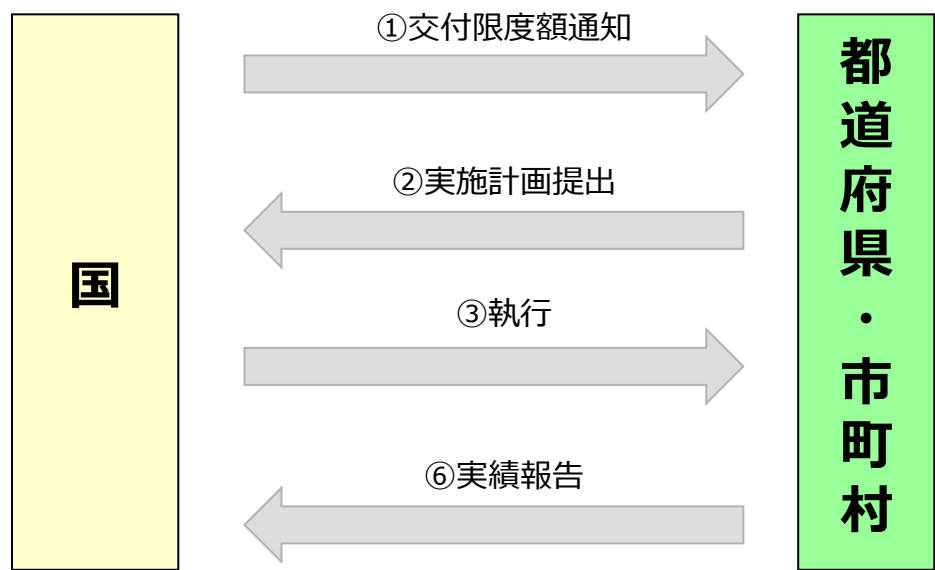 ①交付限度額通知
②実施計画提出
③執行
⑥実績報告
国
都道府県・市町村